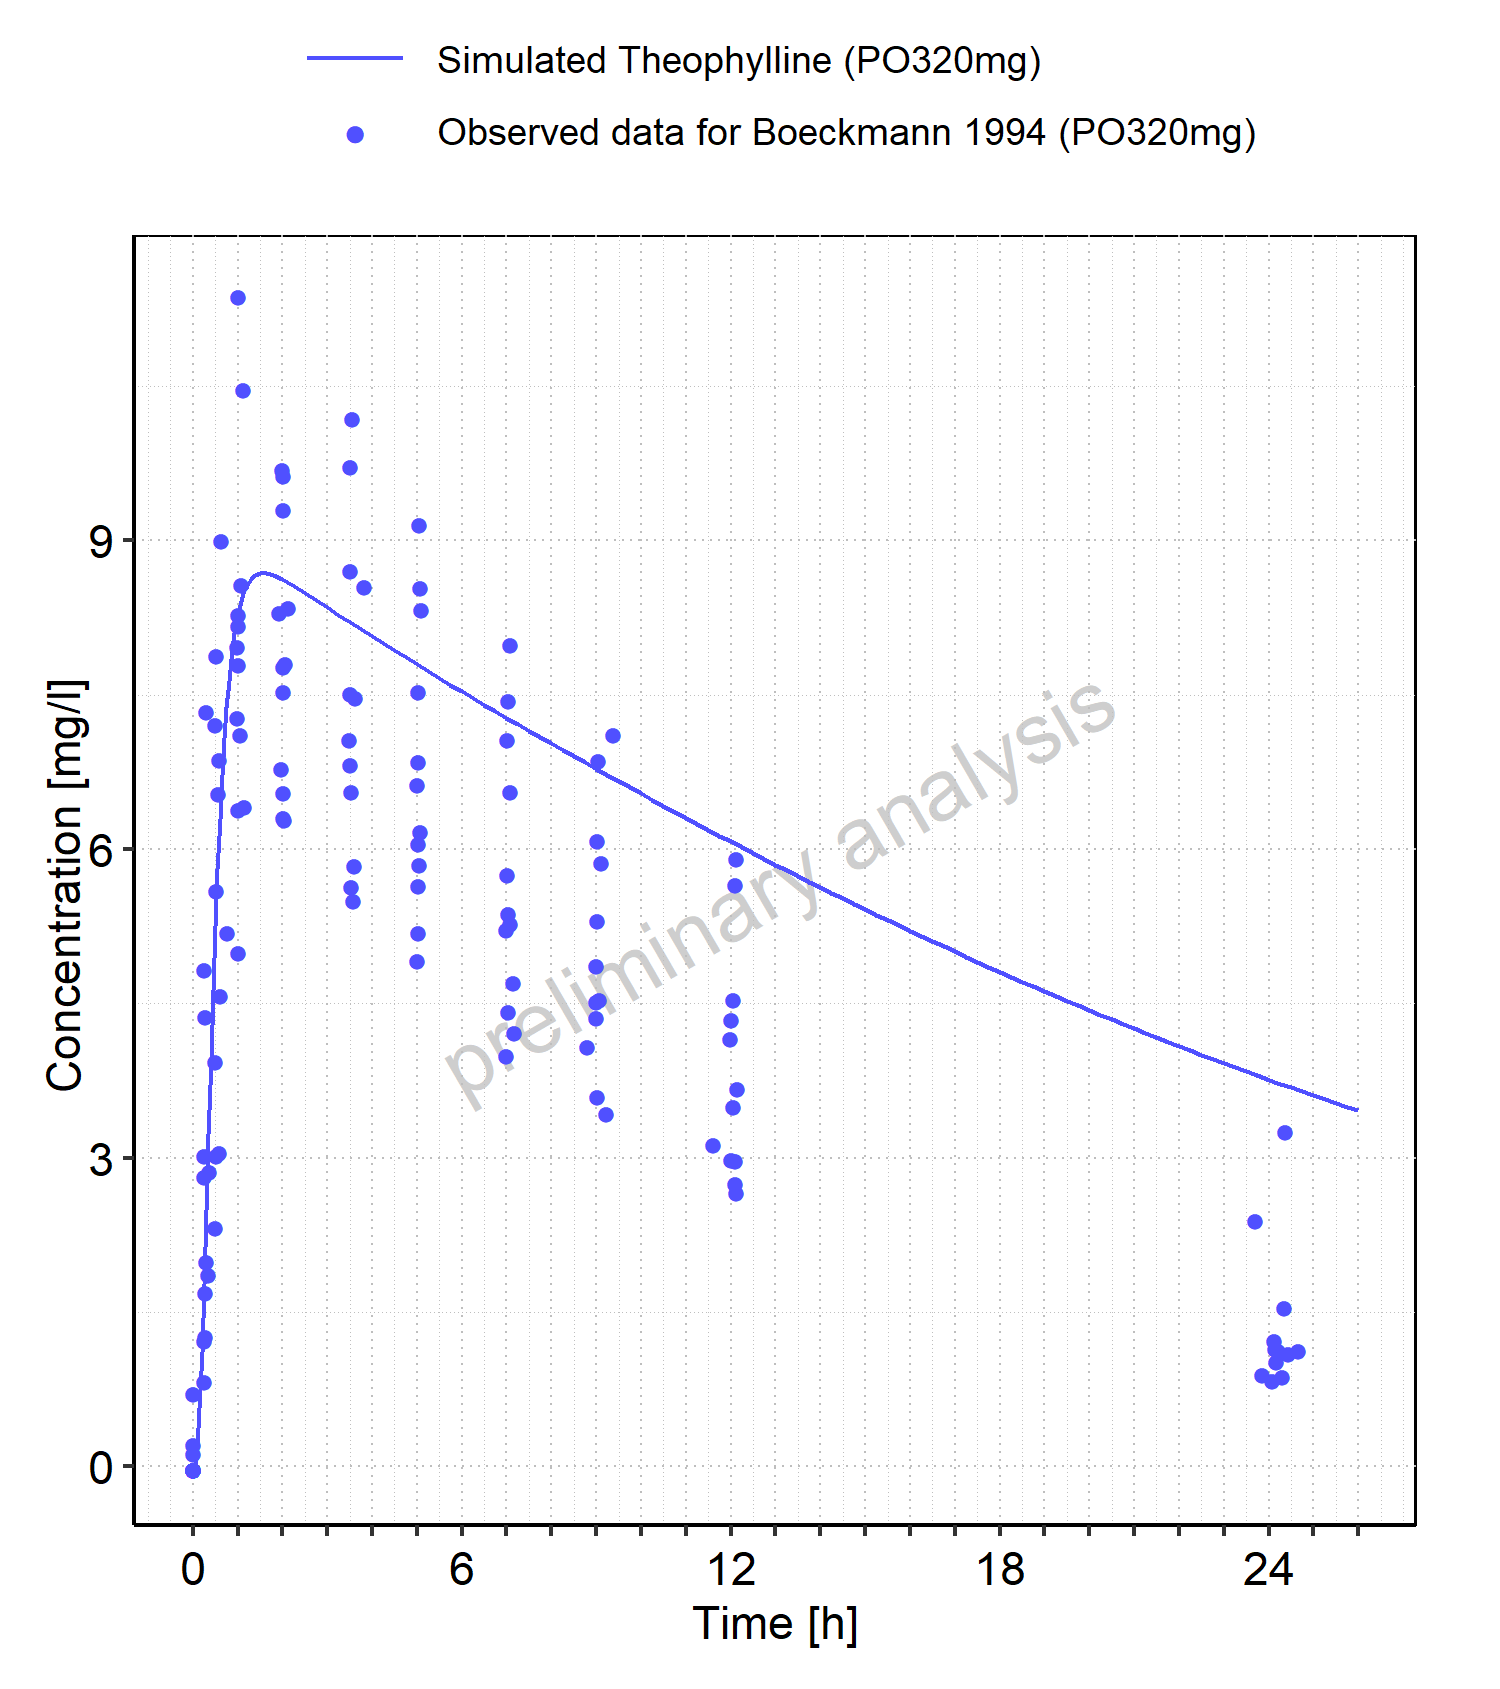 Simulated Theophylline (PO320mg)
Observed data for Boeckmann 1994 (PO320mg)
Concentration [mg/l]
9
6
3
0
preliminary analysis
0 6 12 18 24
Time [h]